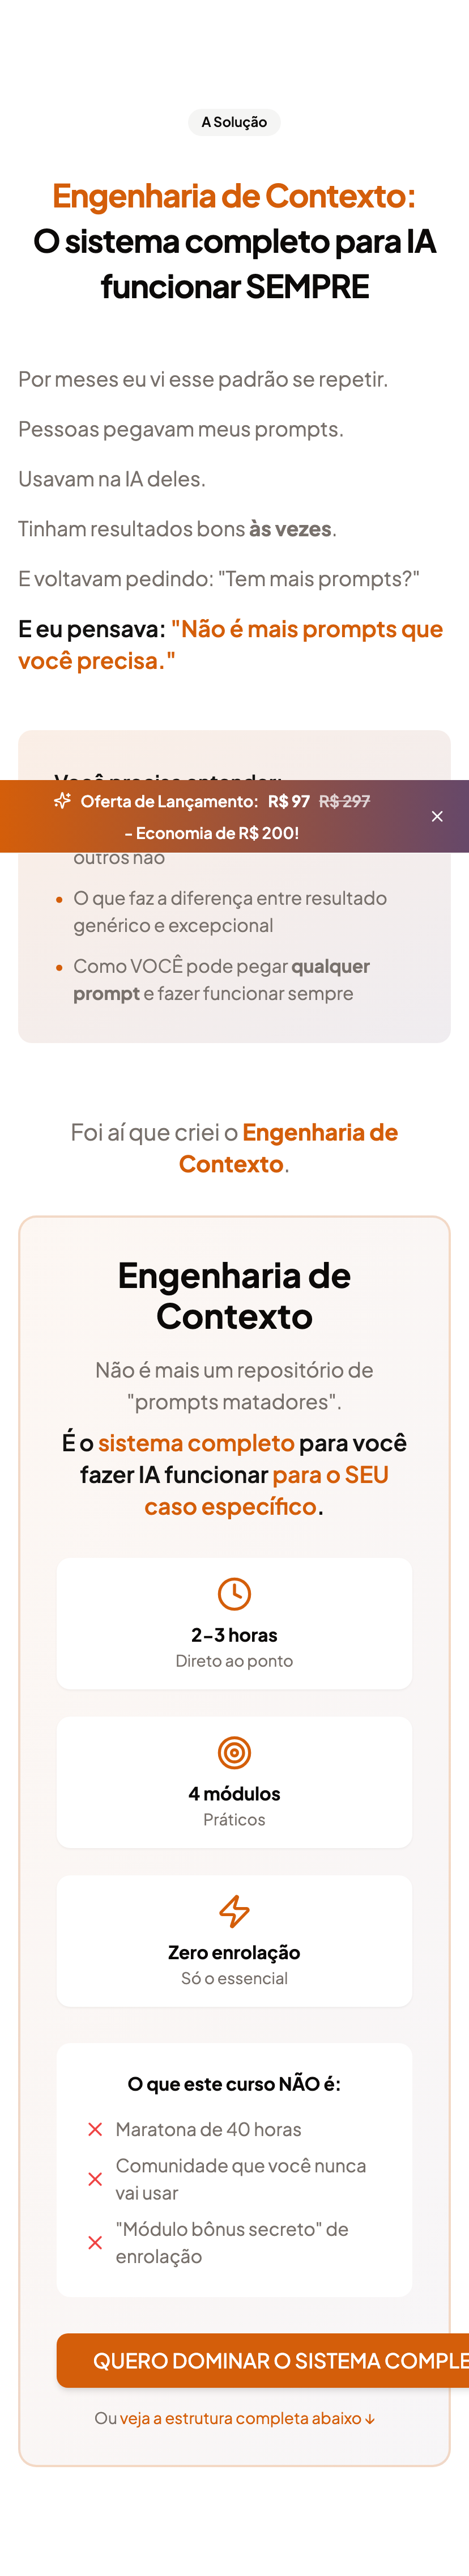 A Solução
Engenharia de Contexto:
O sistema completo para IA
funcionar SEMPRE
Por meses eu vi esse padrão se repetir.
Pessoas pegavam meus prompts.
Usavam na IA deles.
Tinham resultados bons às vezes.
E voltavam pedindo: "Tem mais prompts?"
E eu pensava: "Não é mais prompts que
você precisa."
Você precisa entender:
Oferta de Lançamento: R$ 97 R$ 297
- Economia de R$ 200!
outros não
O que faz a diferença entre resultado
genérico e excepcional
Como VOCÊ pode pegar qualquer
prompt e fazer funcionar sempre
Foi aí que criei o Engenharia de
Contexto.
Engenharia de
Contexto
Não é mais um repositório de
"prompts matadores".
É o sistema completo para você
fazer IA funcionar para o SEU
caso específico.
2-3 horas
Direto ao ponto
4 módulos
Práticos
Zero enrolação
Só o essencial
O que este curso NÃO é:
Maratona de 40 horas
Comunidade que você nunca
vai usar
"Módulo bônus secreto" de
enrolação
QUERO DOMINAR O SISTEMA COMPLE
Ou veja a estrutura completa abaixo ↓